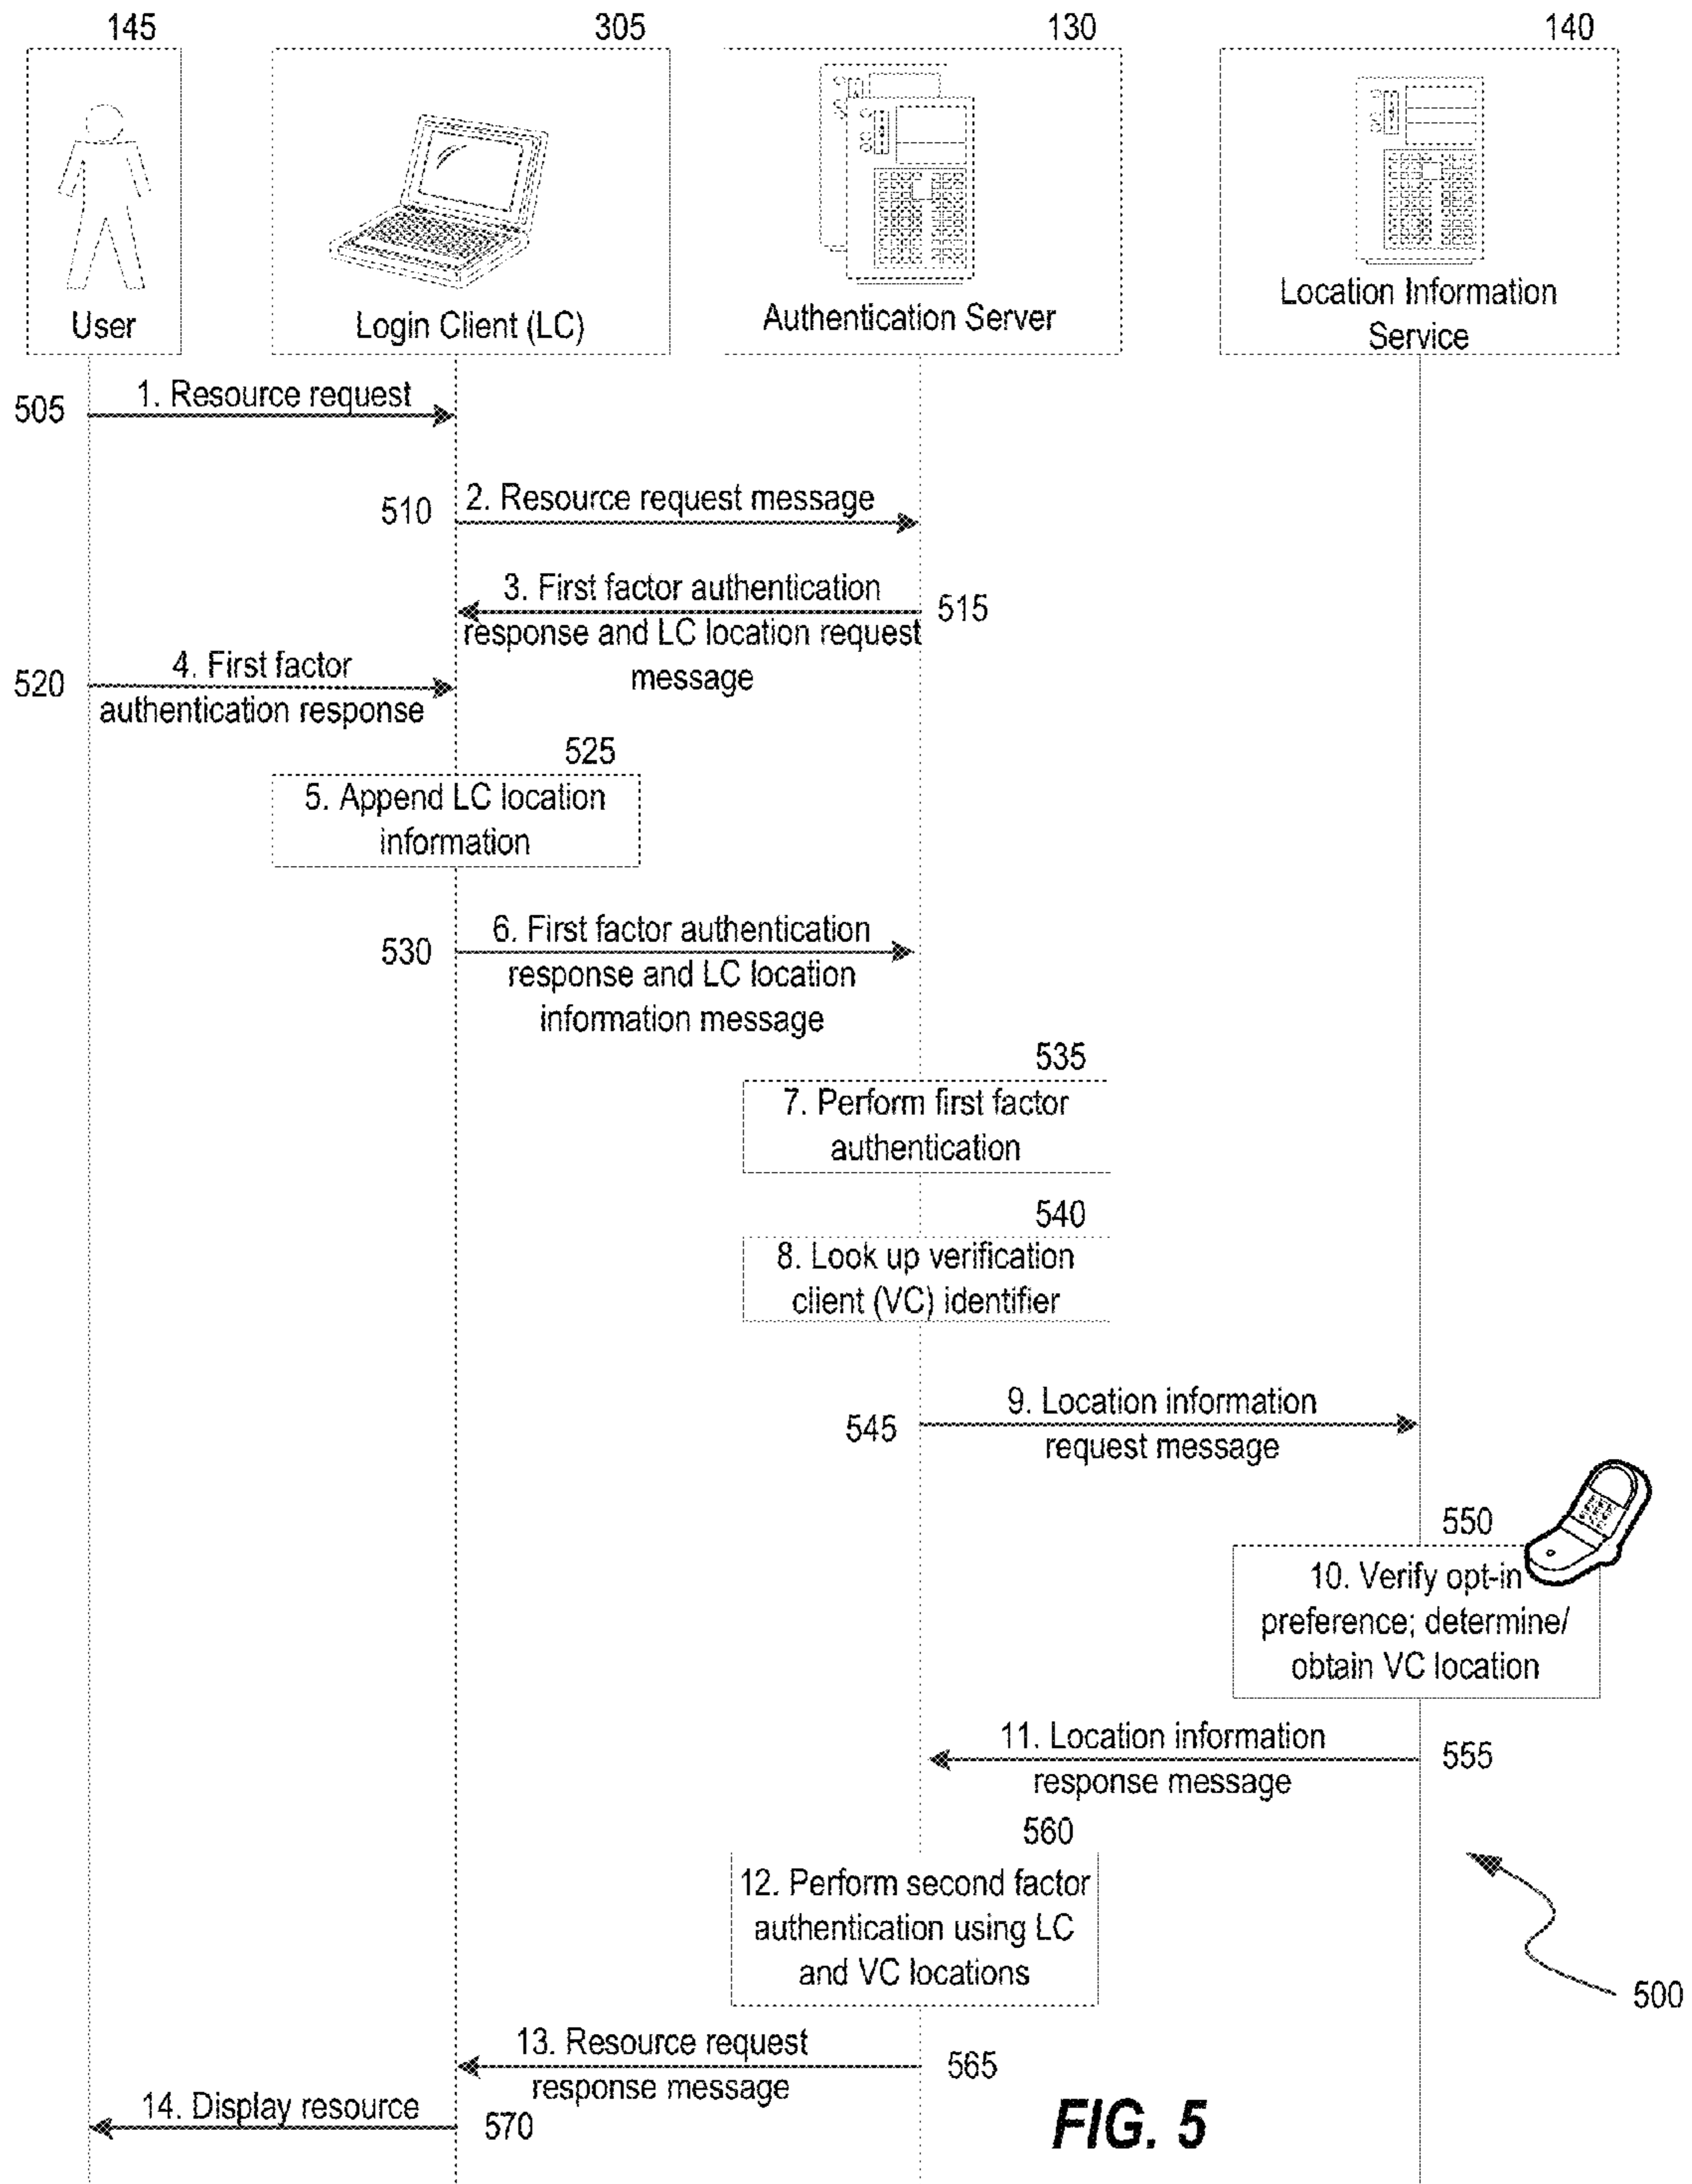 145
305
130
140
User
Login Client (LC)
Authentication Server
Location Information
Service
505
1. Resource request
510
2. Resource request message
3. First factor authentication
response and LC location request
message
515
520
4. First factor
authentication response
525
5. Append LC location
information
530
6. First factor authentication
response and LC location
information message
535
7. Perform first factor
authentication
540
8. Look up verification
client (VC) identifier
545
9. Location information
request message
550
10. Verify opt-in
preference; determine/
obtain VC location
11. Location information
response message
555
560
12. Perform second factor
authentication using LC
and VC locations
500
13. Resource request
response message
565
14. Display resource
570
FIG. 5